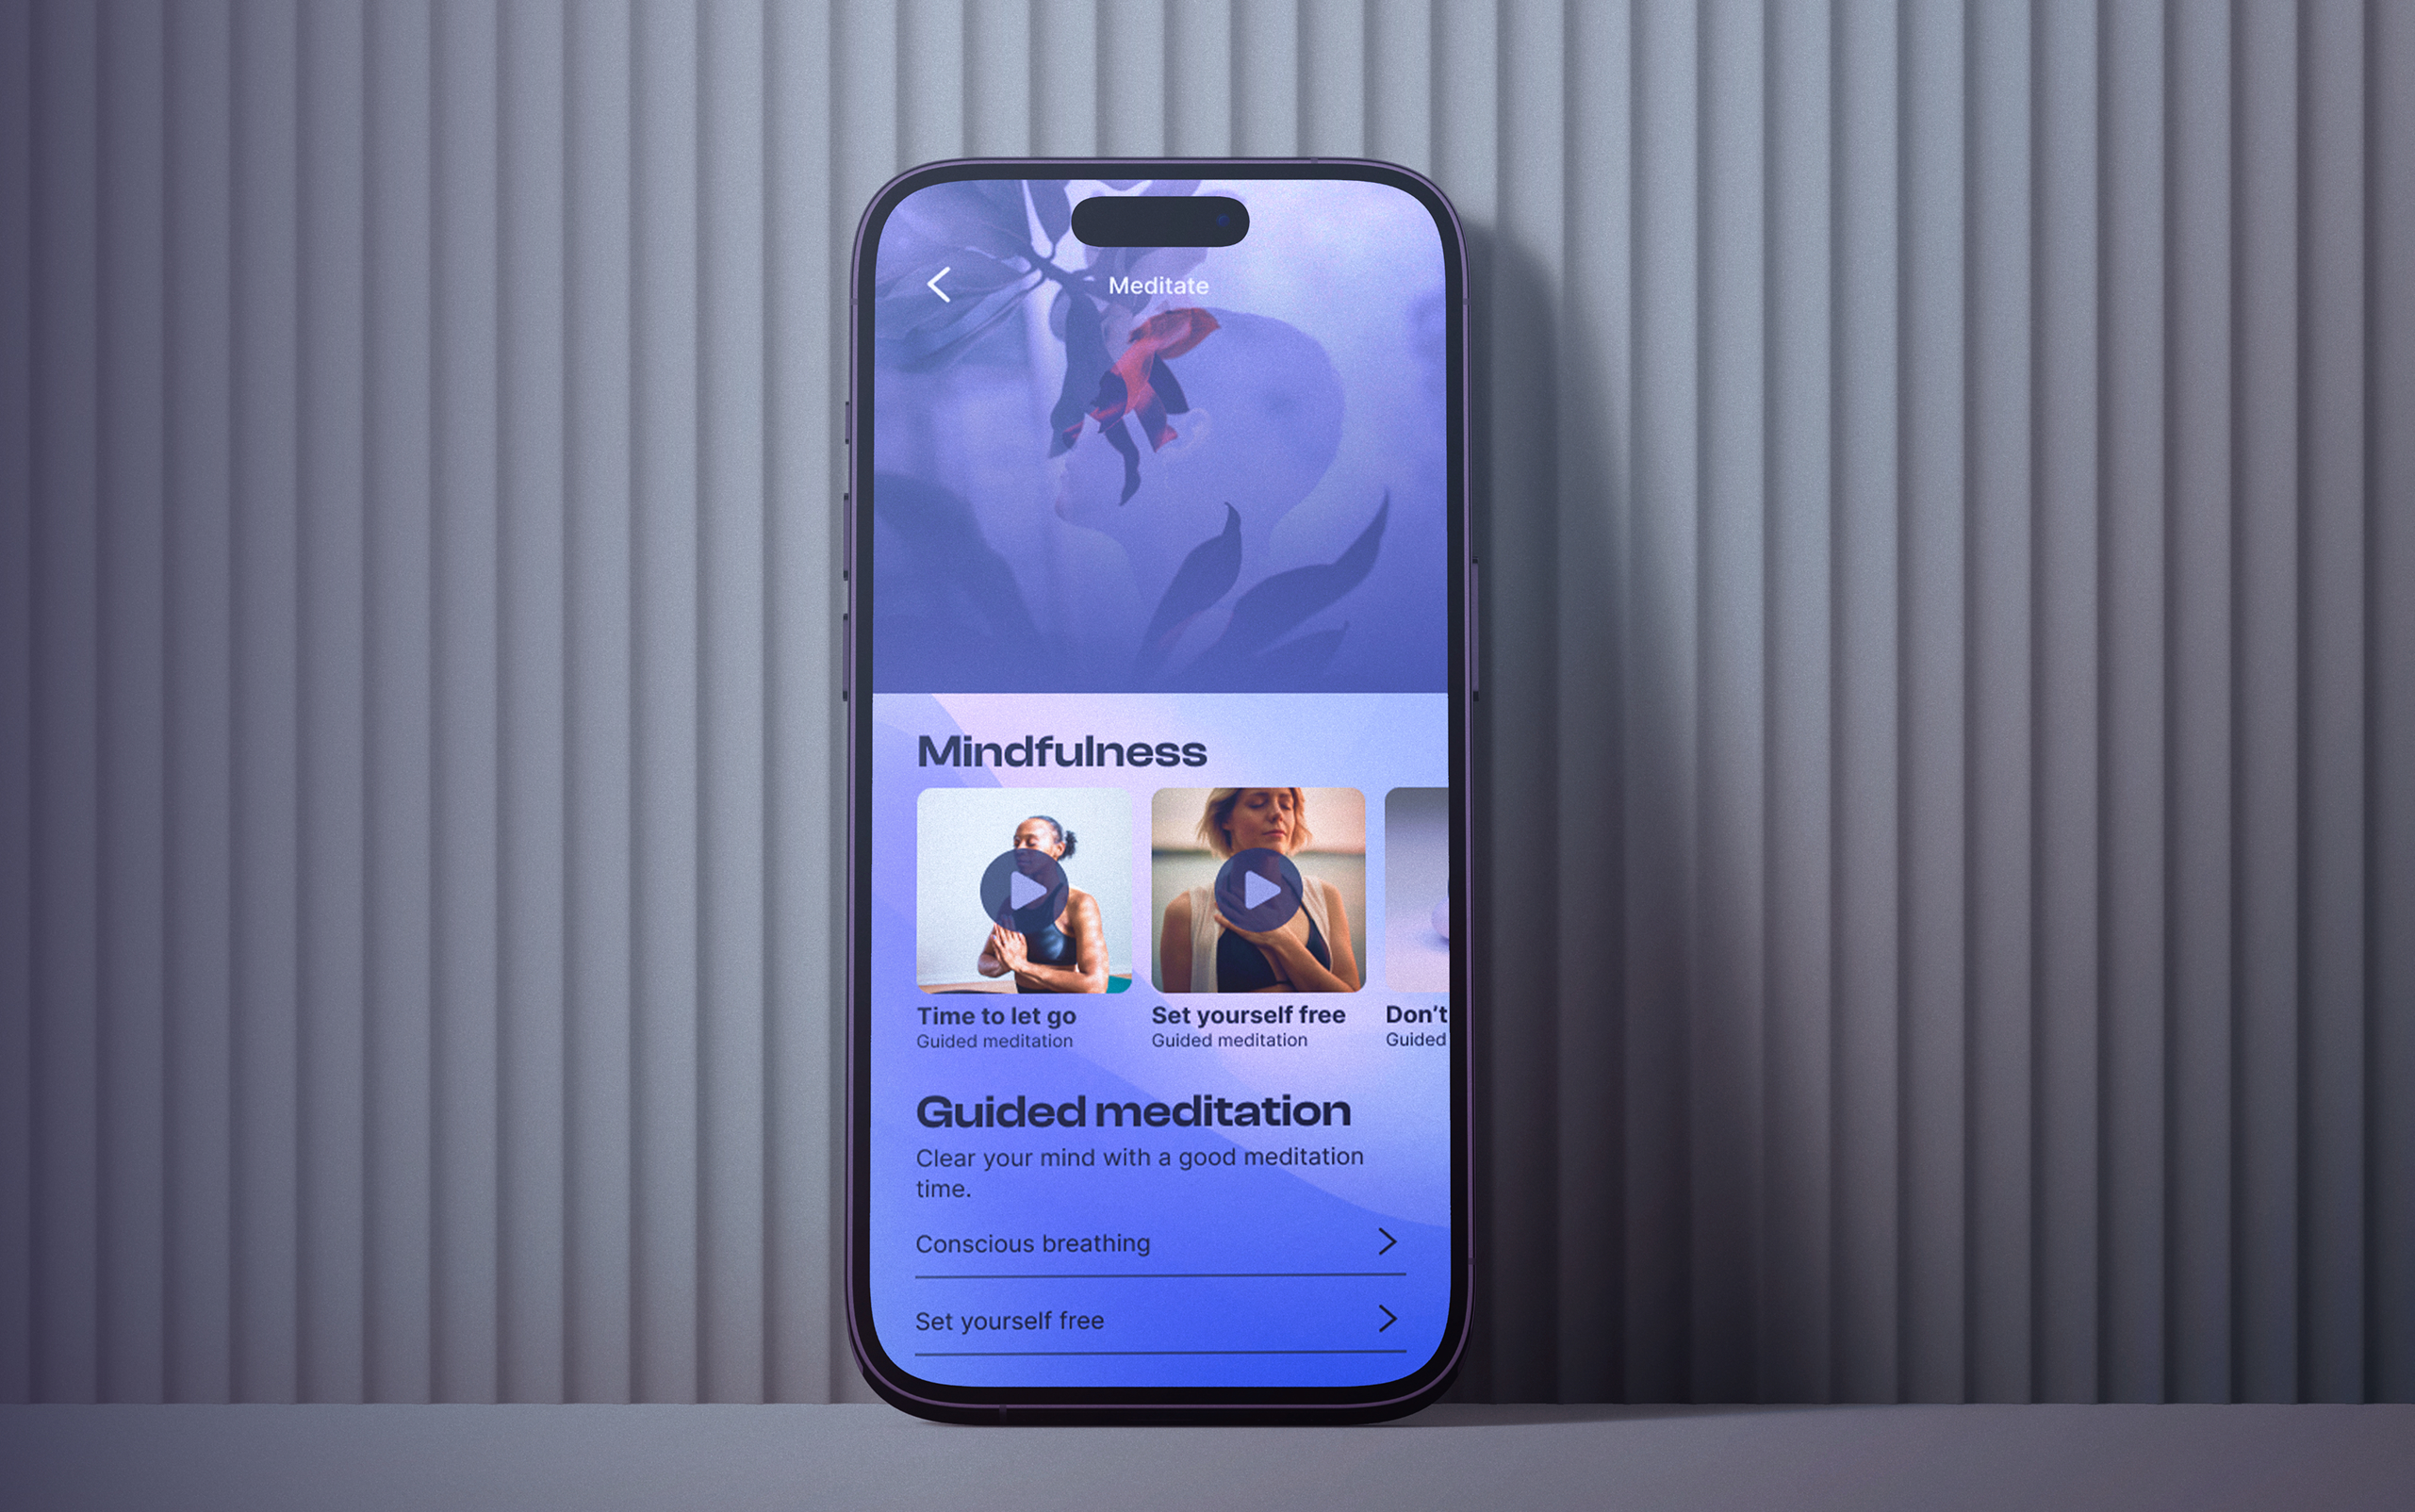 Meditate
Mindfulness
Time to let go
Guided meditation
Set yourself free
Guided meditation
Don't
Guided
Guided meditation
Clear your mind with a good meditation
time.
Conscious breathing
Set yourself free